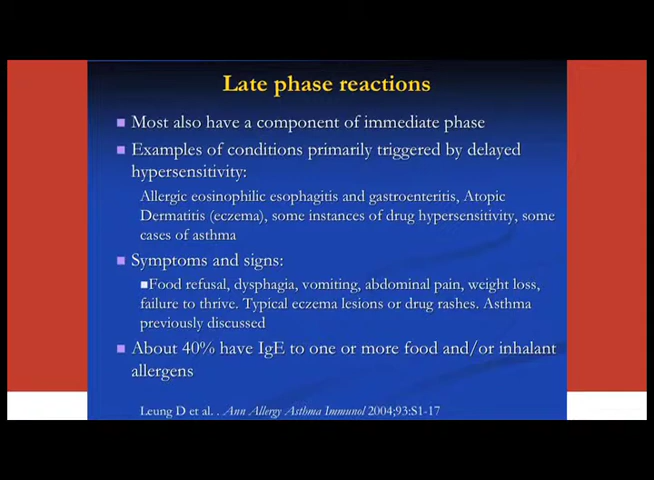 Late phase reactions
Most also have a component of immediate phase
Examples of conditions primarily triggered by delayed
hypersensitivity:
Allergic eosinophilic esophagitis and gastroenteritis, Atopic
Dermatitis (eczema), some instances of drug hypersensitivity, some
cases of asthma
Symptoms and signs:
Food refusal, dysphagia, vomiting, abdominal pain, weight loss,
failure to thrive. Typical eczema lesions or drug rashes. Asthma
previously discussed
About 40% have IgE to one or more food and/or inhalant
allergens
Leung D et al. . Ann Allergy Asthma Immunol 2004;93:S1-17